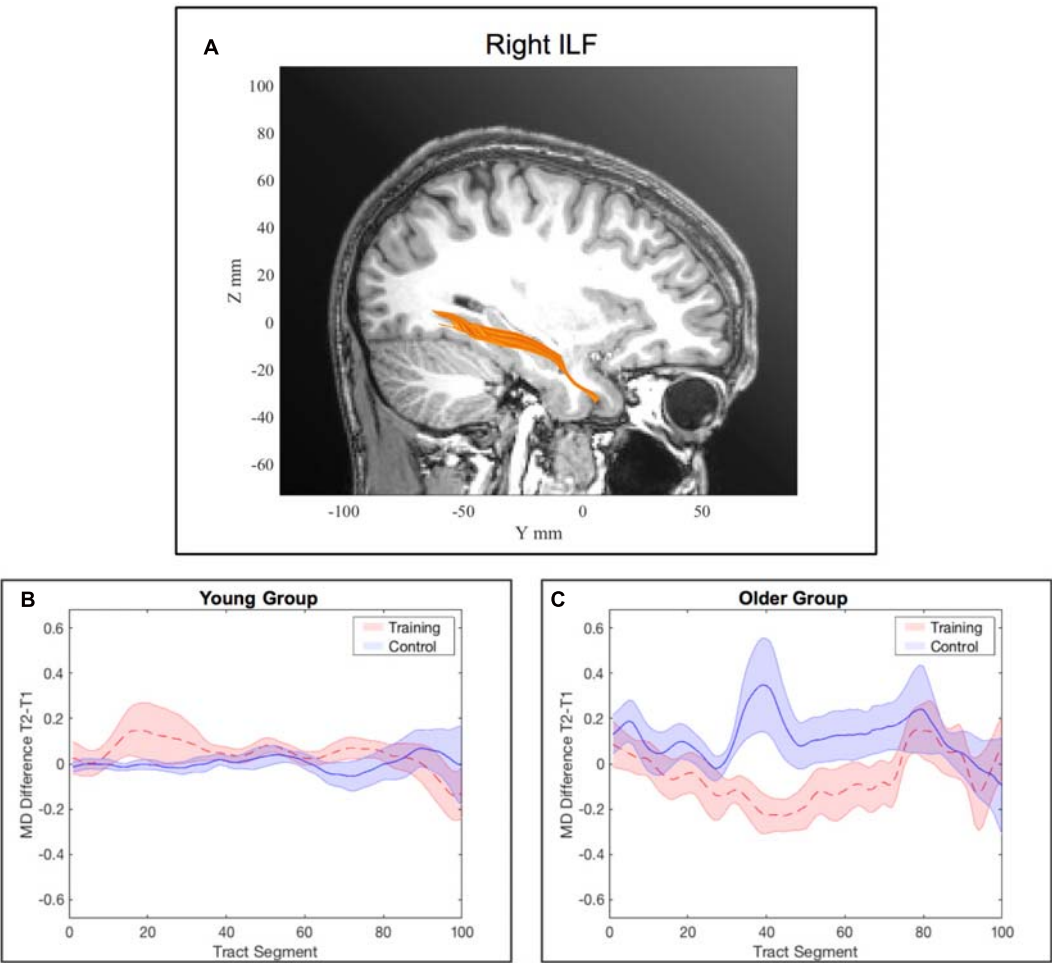 A
Right ILF
100
80
60
40
20
0
-20
-40
-60
Z mm
-100
-50
0
50
Y mm
B
Young Group
Training
Control
0.6
0.4
0.2
0
-0.2
-0.4
-0.6
MD Difference T2-T1
0
20
40
60
80
100
Tract Segment
C
Older Group
Training
Control
0.6
0.4
0.2
0
-0.2
-0.4
-0.6
MD Difference T2-T1
0
20
40
60
80
100
Tract Segment